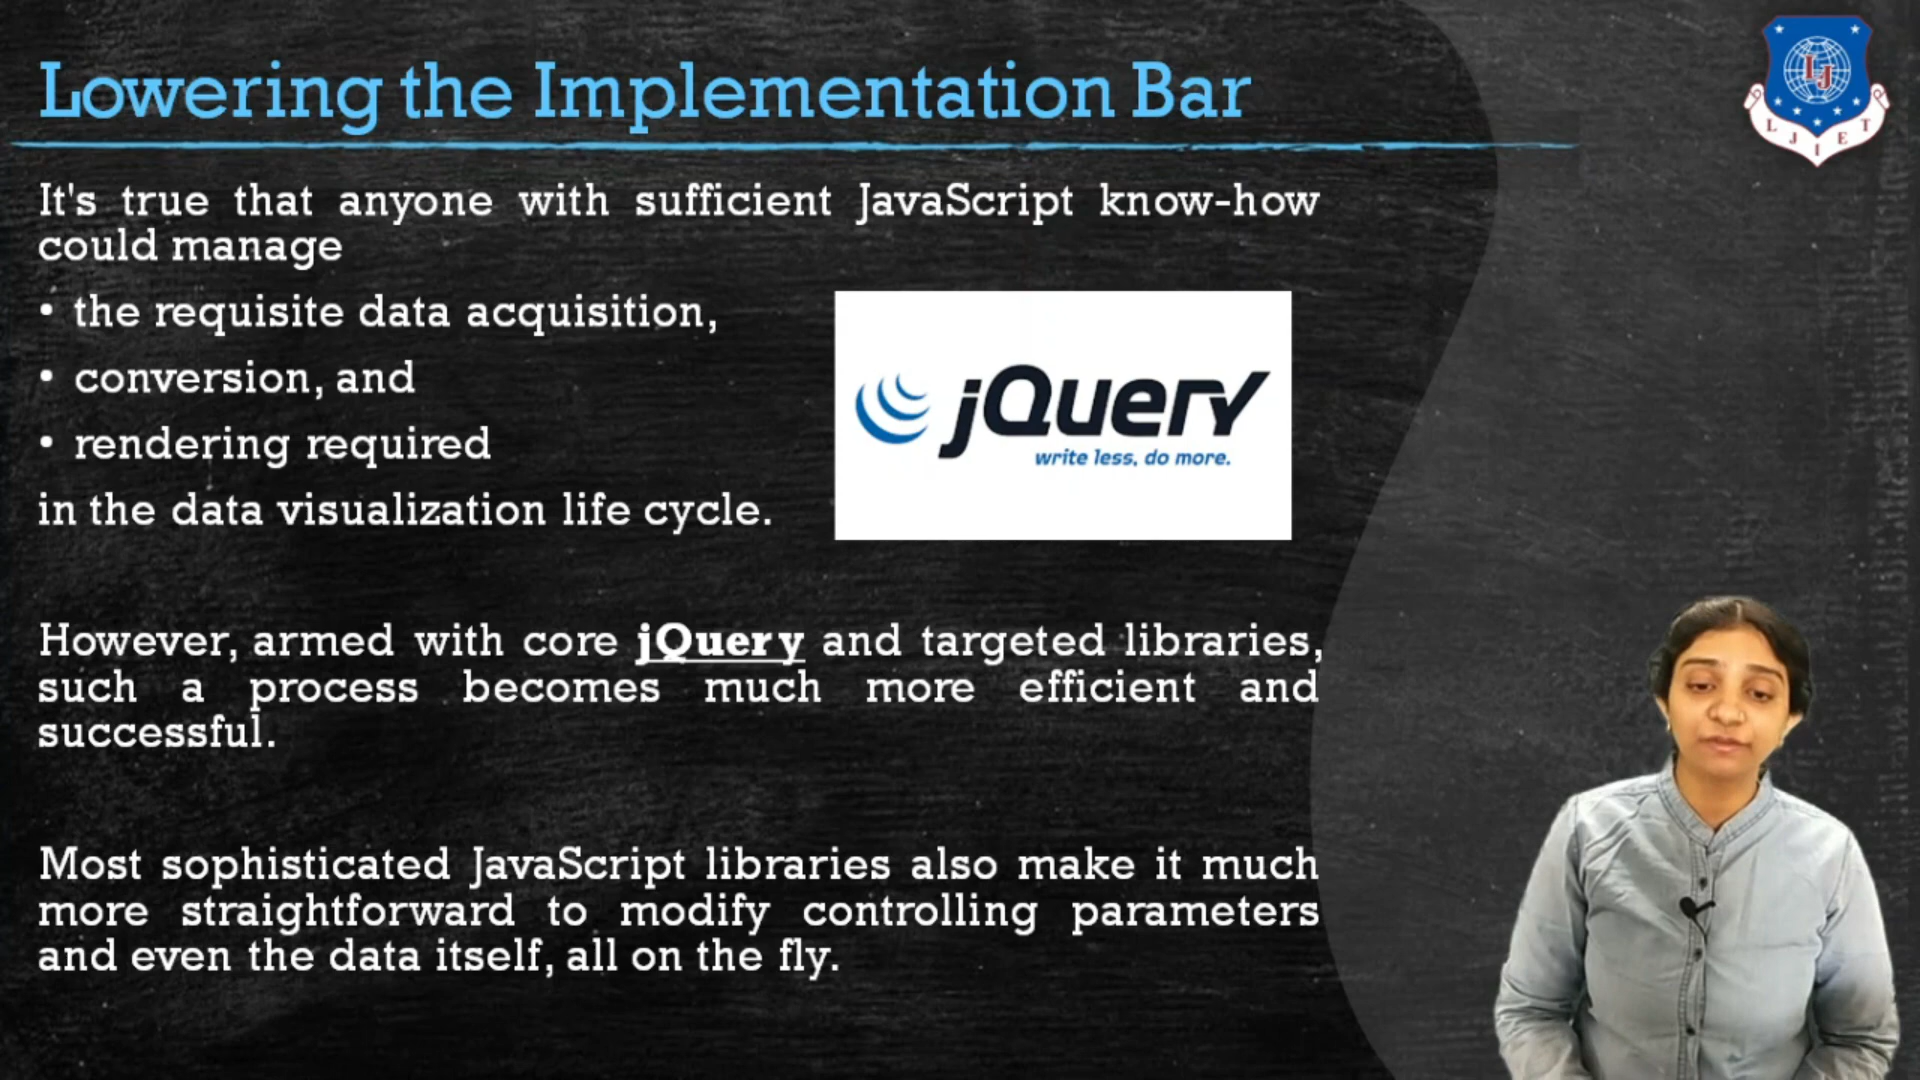 Lowering the Implementation Bar
It's true that anyone with sufficient JavaScript know-how
could manage
• the requisite data acquisition,
• conversion, and
• rendering required
in the data visualization life cycle.
jQuery
write less, do more.
However, armed with core jQuery and targeted libraries,
such a process becomes much more efficient and
successful.
Most sophisticated JavaScript libraries also make it much
more straightforward to modify controlling parameters
and even the data itself, all on the fly.
LJ
L J I E T